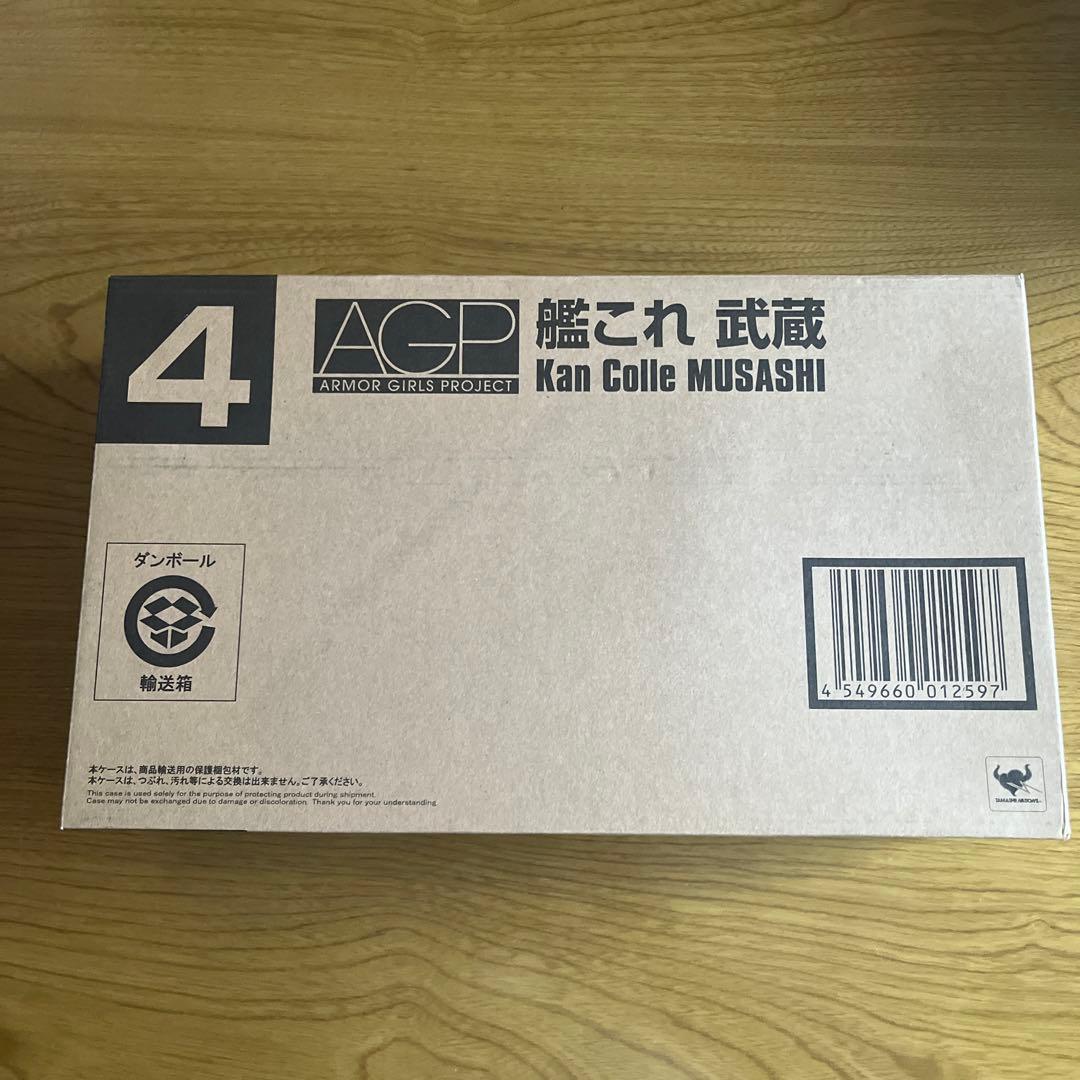 4
AGP
ARMOR GIRLS PROJECT
艦これ 武蔵
Kan Colle MUSASHI
ダンボール
輸送箱
4 549660 012597
本ケースは、商品輸送用の保護梱包材です。
本ケースは、つぶれ、汚れ等による交換は出来ません。ご了承ください。
This case is used solely for the purpose of protecting product during shipment.
Case may not be exchanged due to damage or discoloration. Thank you for your understanding.
TAMASHII NATIONS